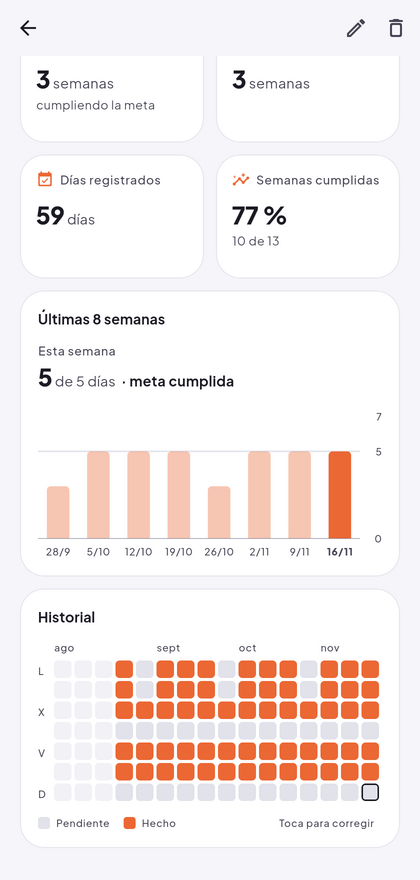 3 semanas
cumpliendo la meta
3 semanas
Días registrados
59 días
Semanas cumplidas
77 %
10 de 13
Últimas 8 semanas
Esta semana
5 de 5 días · meta cumplida
7
5
0
28/9 5/10 12/10 19/10 26/10 2/11 9/11 16/11
Historial
ago sept oct nov
L
X
V
D
Pendiente Hecho Toca para corregir